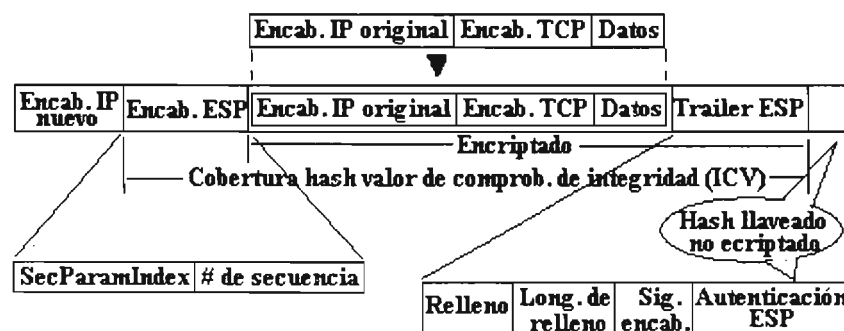 Encab. IP original Encab. TCP Datos
Encab. IP nuevo Encab. ESP Encab. IP original Encab. TCP Datos Trailer ESP
Encriptado
Cobertura hash valor de comprob. de integridad (ICV)
Hash llaveado
no ecriptado
SecParamIndex # de secuencia
Relleno Long. de relleno Sig. encab. Autenticación ESP